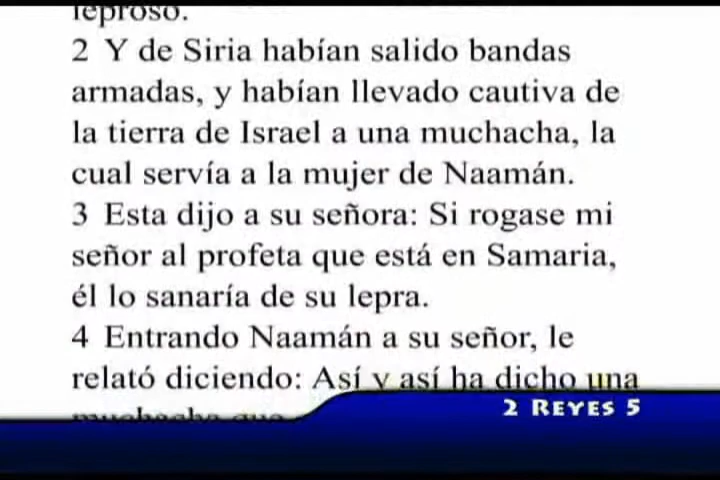 leproso.
2 Y de Siria habían salido bandas
armadas, y habían llevado cautiva de
la tierra de Israel a una muchacha, la
cual servía a la mujer de Naamán.
3 Esta dijo a su señora: Si rogase mi
señor al profeta que está en Samaria,
él lo sanaría de su lepra.
4 Entrando Naamán a su señor, le
relató diciendo: Así y así ha dicho una
muchacha que
2 REYES 5